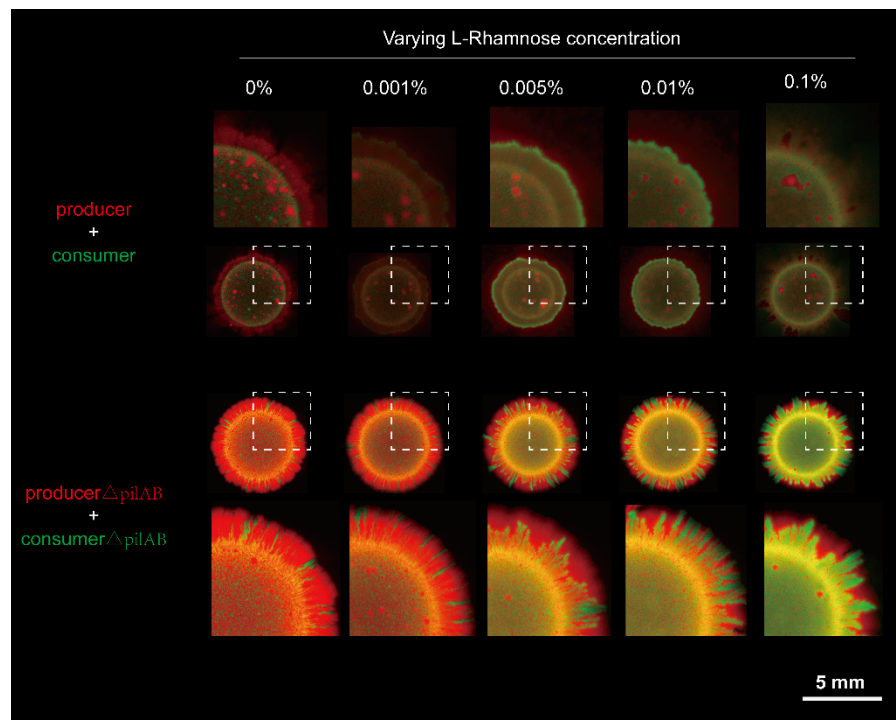 Varying L-Rhamnose concentration
0% 0.001% 0.005% 0.01% 0.1%
producer
+
consumer
producer△pilAB
+
consumer△pilAB
5 mm